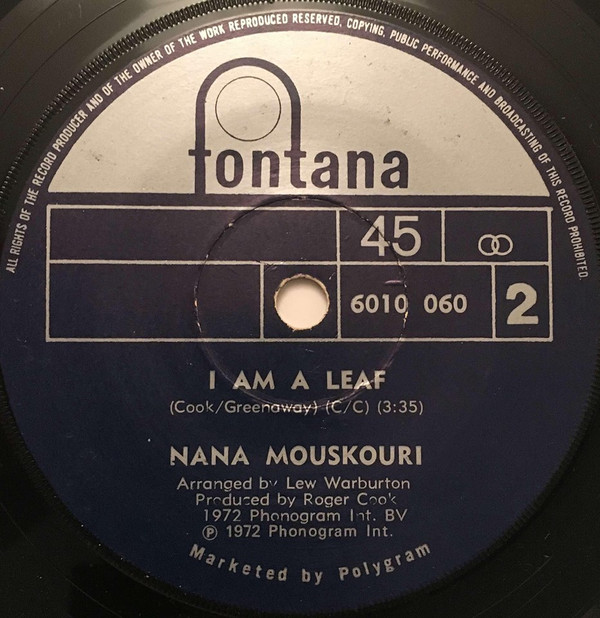 ALL RIGHTS OF THE RECORD PRODUCER AND OF THE OWNER OF THE WORK REPRODUCED RESERVED. COPYING, PUBLIC PERFORMANCE AND BROADCASTING OF THIS RECORD PROHIBITED.
fontana
45
6010 060
2
I AM A LEAF
(Cook/Greenaway) (C/C) (3:35)
NANA MOUSKOURI
Arranged by Lew Warburton
Produced by Roger Cook
1972 Phonogram Int. BV
℗ 1972 Phonogram Int.
Marketed by Polygram